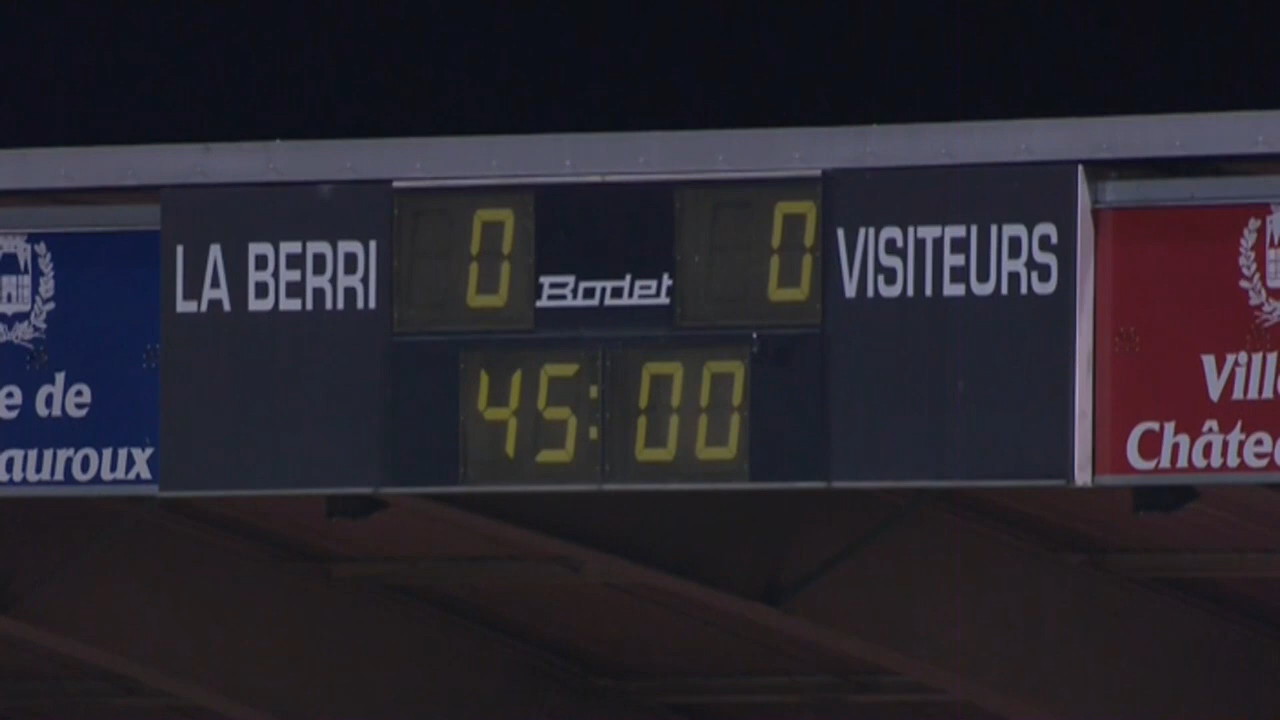 LA BERRI
0
Bodet
0
VISITEURS
45:00
e de
auroux
Vill
Châte